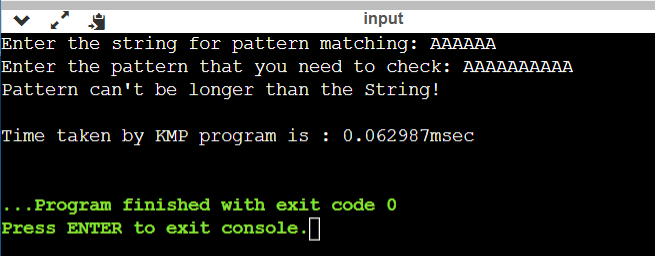 input
Enter the string for pattern matching: AAAAAA
Enter the pattern that you need to check: AAAAAAAAAA
Pattern can't be longer than the String!
Time taken by KMP program is : 0.062987msec
...Program finished with exit code 0
Press ENTER to exit console.